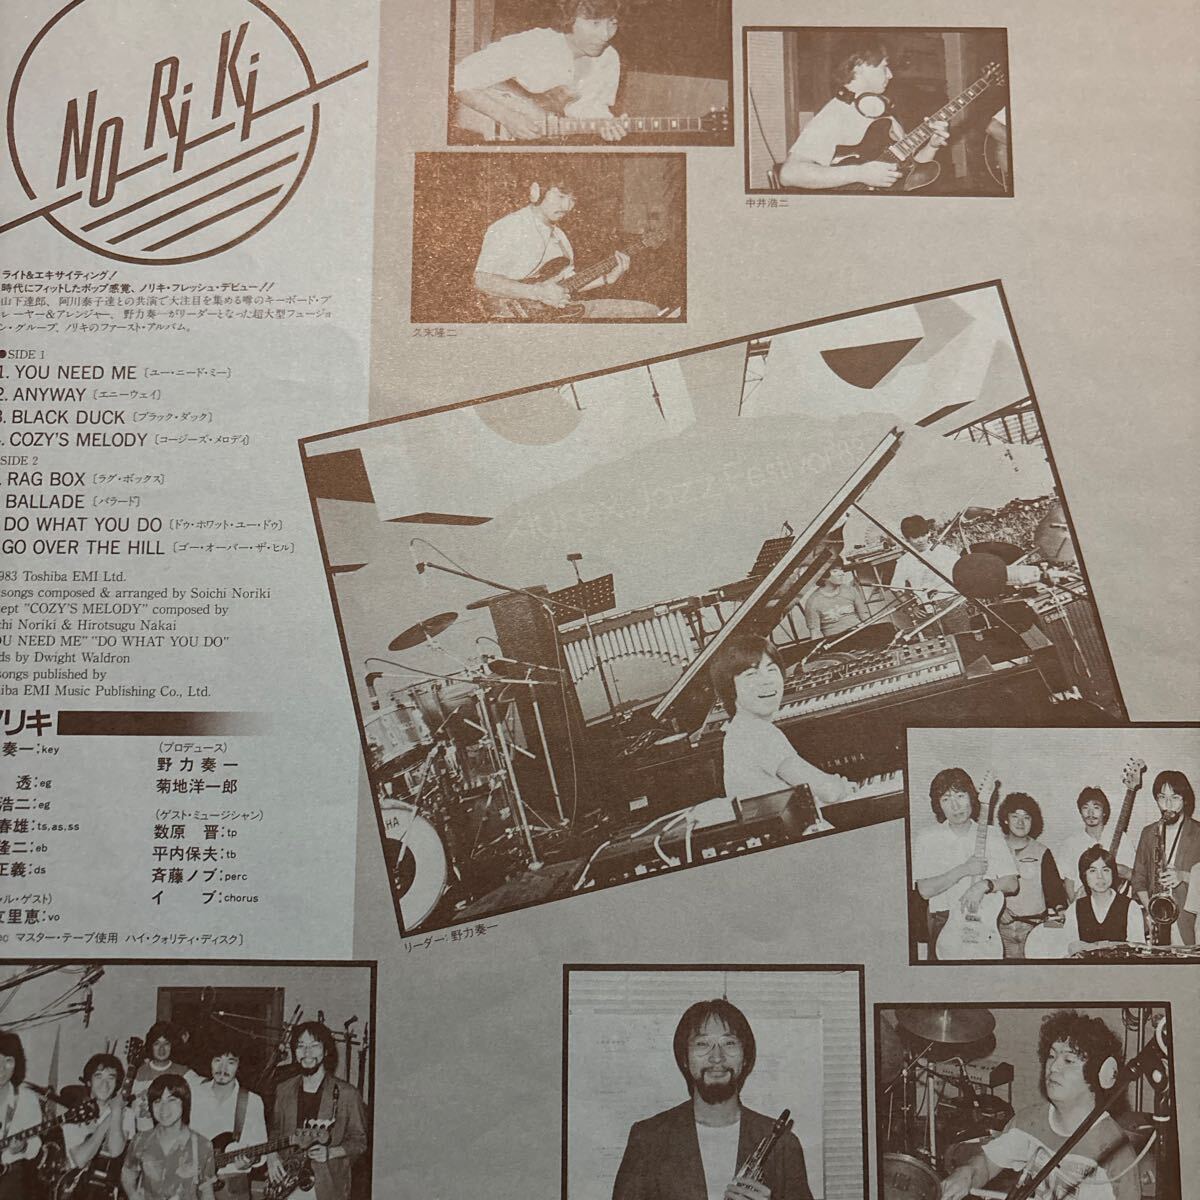 NORiKi
ライト&エキサイティング!
時代にフィットしたポップ感覚、ノリキ・フレッシュ・デビュー!!
山下達郎、阿川泰子達との共演で大注目を集める噂のキーボード・プ
レーヤー&アレンジャー、野力奏一がリーダーとなった超大型フュージョ
ン・グループ、ノリキのファースト・アルバム。
●SIDE 1
1. YOU NEED ME〔ユー・ニード・ミー〕
2. ANYWAY〔エニーウェイ〕
3. BLACK DUCK〔ブラック・ダック〕
4. COZY'S MELODY〔コージーズ・メロディ〕
SIDE 2
. RAG BOX〔ラグ・ボックス〕
BALLADE〔バラード〕
DO WHAT YOU DO〔ドゥ・ホワット・ユー・ドゥ〕
GO OVER THE HILL〔ゴー・オーバー・ザ・ヒル〕
983 Toshiba EMI Ltd.
songs composed & arranged by Soichi Noriki
ept "COZY'S MELODY" composed by
chi Noriki & Hirotsugu Nakai
OU NEED ME" "DO WHAT YOU DO"
ds by Dwight Waldron
songs published by
iba EMI Music Publishing Co., Ltd.
ノリキ
奏一:key
透:eg
浩二:eg
春雄:ts,as,ss
隆二:eb
正義:ds
ル・ゲスト)
里恵:vo
(プロデュース)
野力奏一
菊地洋一郎
(ゲスト・ミュージシャン)
数原 晋:tp
平内保夫:tb
斉藤ノブ:perc
イブ:chorus
ec マスター・テープ使用 ハイ・クォリティ・ディスク〕
中井浩二
久末隆二
リーダー:野力奏一
YAMAHA